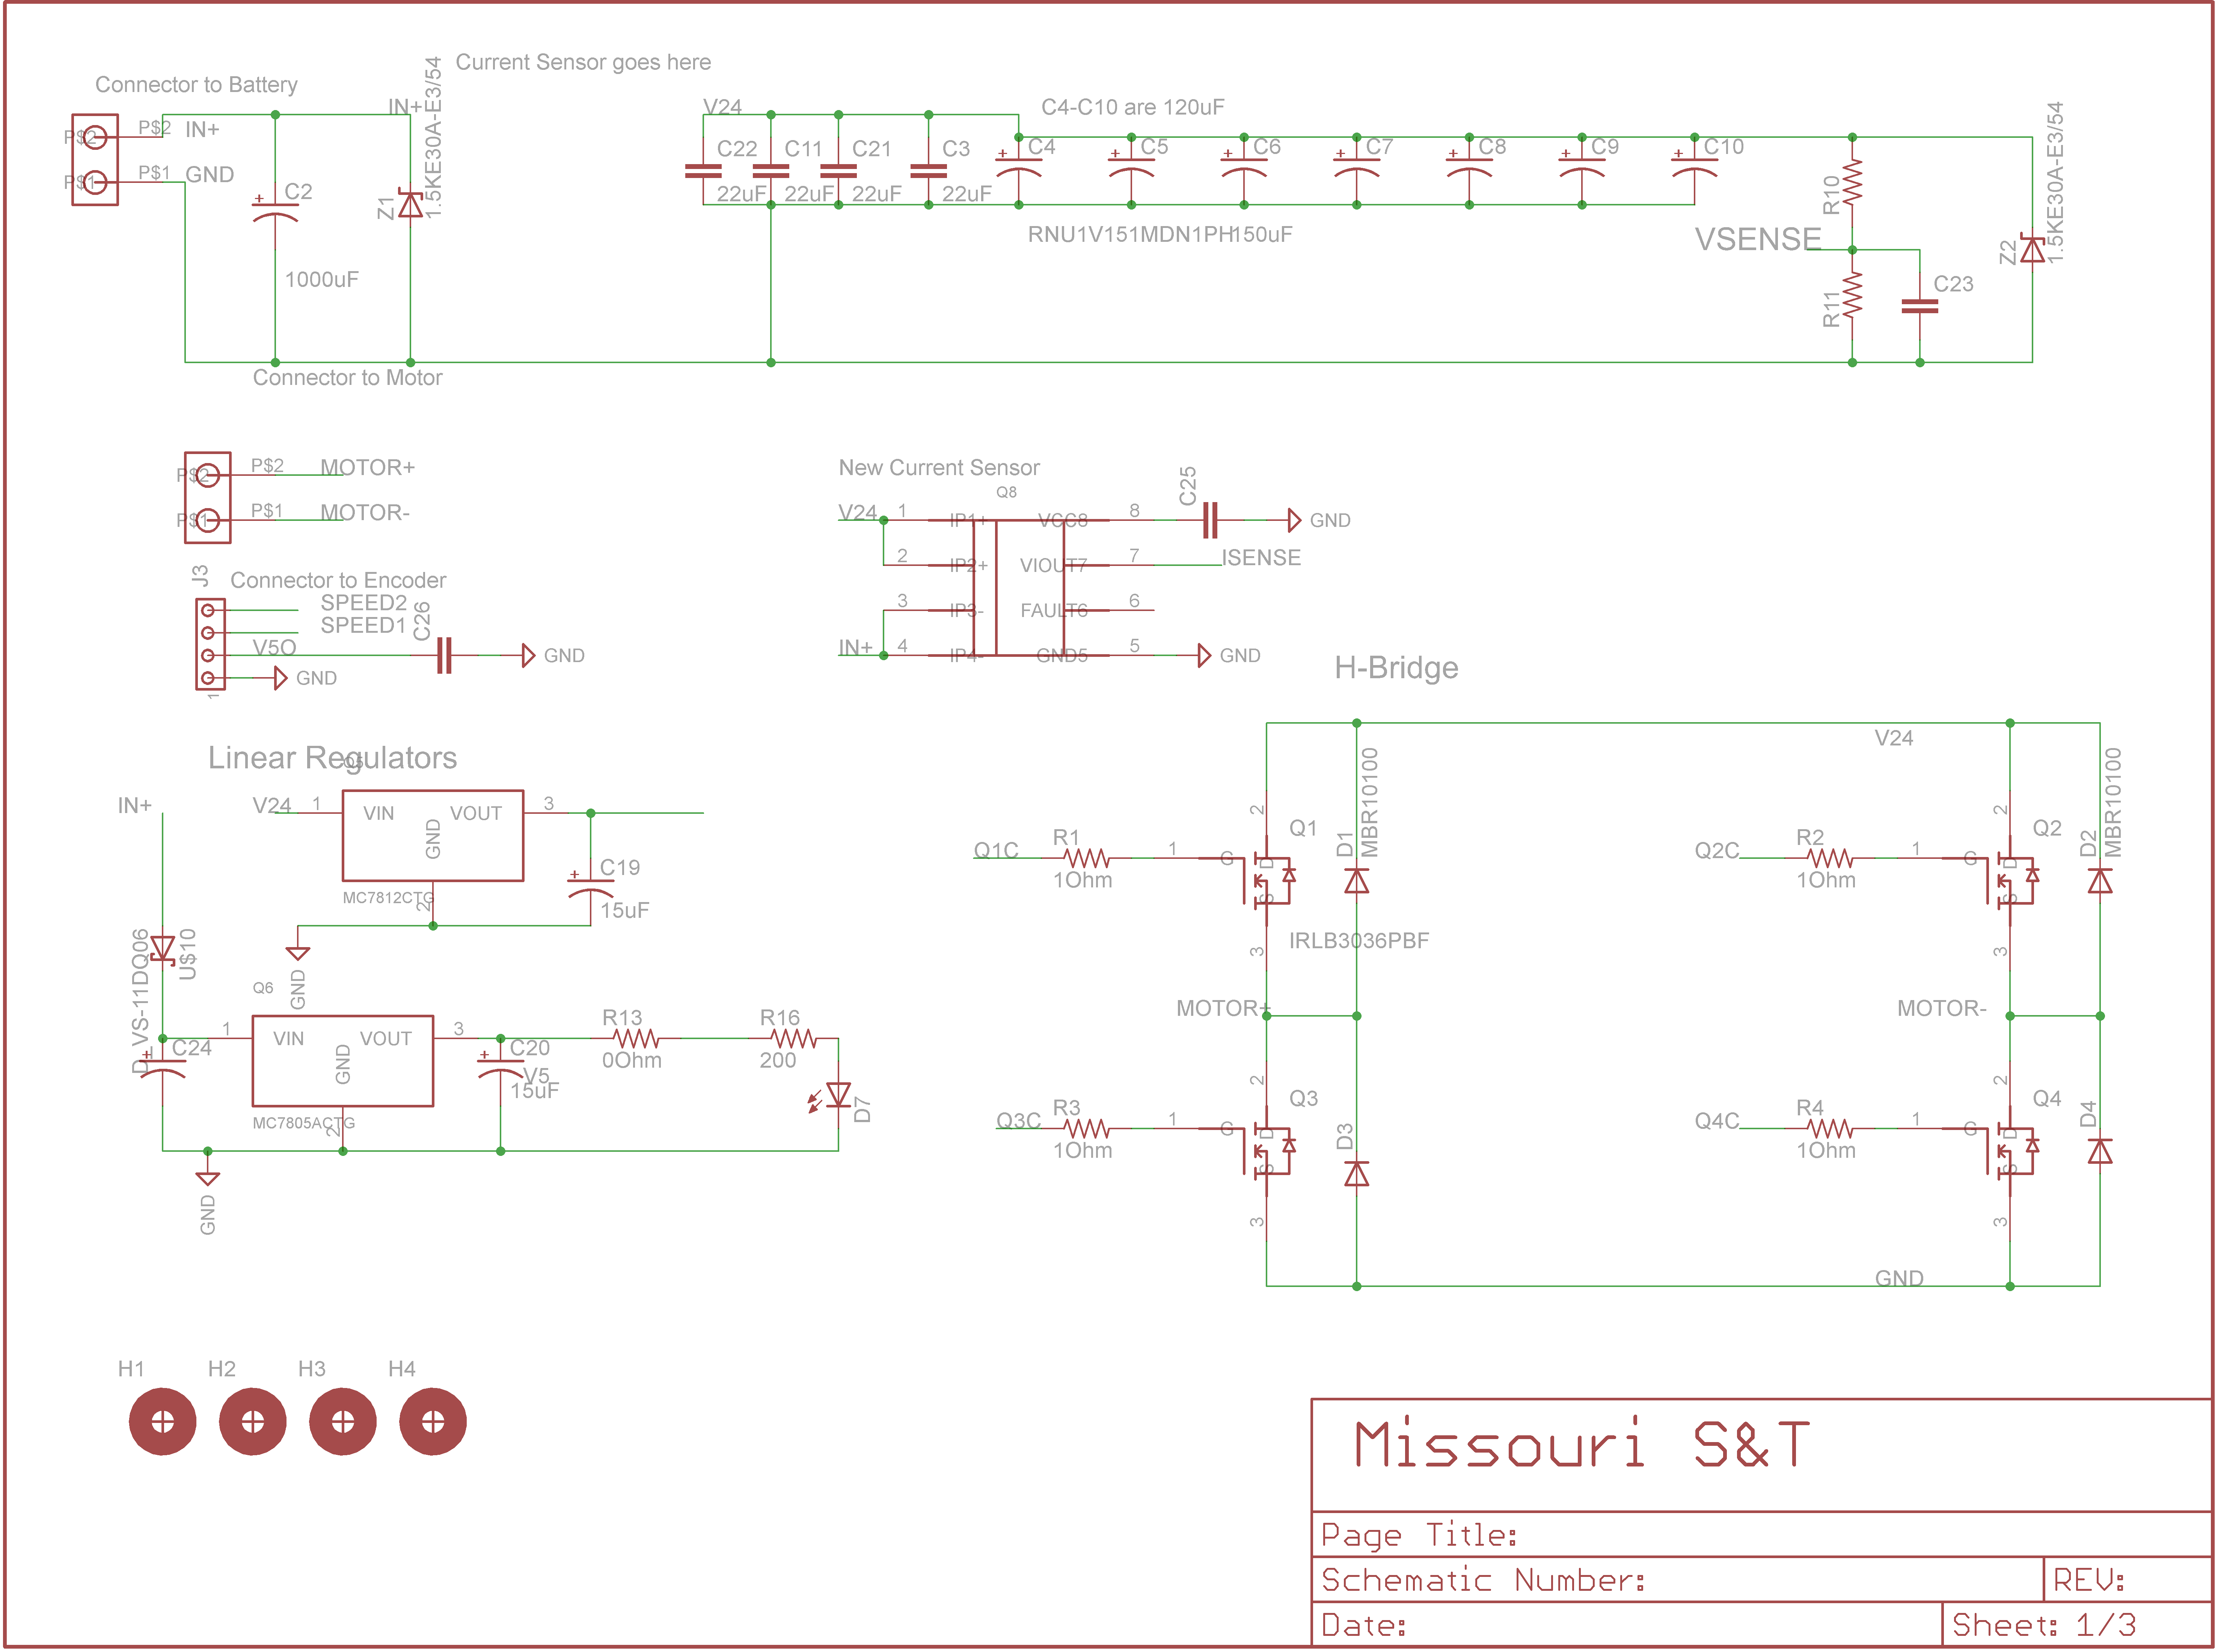 Connector to Battery
Current Sensor goes here
P$2
P$2
IN+
P$1
P$1
GND
C2
1000uF
IN+
Z1
1.5KE30A-E3/54
V24
C22
22uF
C11
22uF
C21
22uF
C3
22uF
C4-C10 are 120uF
C4
C5
C6
C7
C8
C9
C10
RNU1V151MDN1PH150uF
VSENSE
R10
R11
C23
Z2
1.5KE30A-E3/54
Connector to Motor
P$2
P$2
MOTOR+
P$1
P$1
MOTOR-
J3
Connector to Encoder
SPEED2
SPEED1
V5O
GND
1
C26
GND
New Current Sensor
Q8
V24
1
IP1+
VCC8
8
C25
GND
2
IP2+
VIOUT7
7
ISENSE
3
IP3-
FAULT6
6
IN+
4
IP4-
GND5
5
GND
H-Bridge
V24
Q1C
R1
1Ohm
1
G
D
S
2
3
Q1
D1
MBR10100
IRLB3036PBF
Q2C
R2
1Ohm
1
G
D
S
2
3
Q2
D2
MBR10100
MOTOR+
MOTOR-
Q3C
R3
1Ohm
1
G
D
S
2
3
Q3
D3
Q4C
R4
1Ohm
1
G
D
S
2
3
Q4
D4
GND
Linear Regulators
Q5
IN+
V24
1
VIN
GND
VOUT
3
MC7812CTG
2
C19
15uF
GND
D_VS-11DQ06
U$10
Q6
C24
1
VIN
GND
VOUT
3
MC7805ACTG
2
C20
V5
15uF
R13
0Ohm
R16
200
D7
GND
H1
H2
H3
H4
Missouri S&T
Page Title:
Schematic Number:
REV:
Date:
Sheet: 1/3